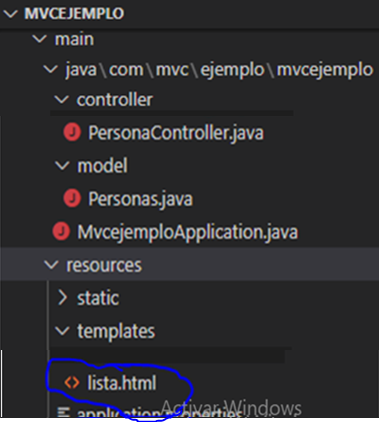 MVCEJEMPLO
main
java\com\mvc\ejemplo\mvcejemplo
controller
PersonaController.java
model
Personas.java
MvcejemploApplication.java
resources
static
templates
lista.html
application.properties
Activar Windows